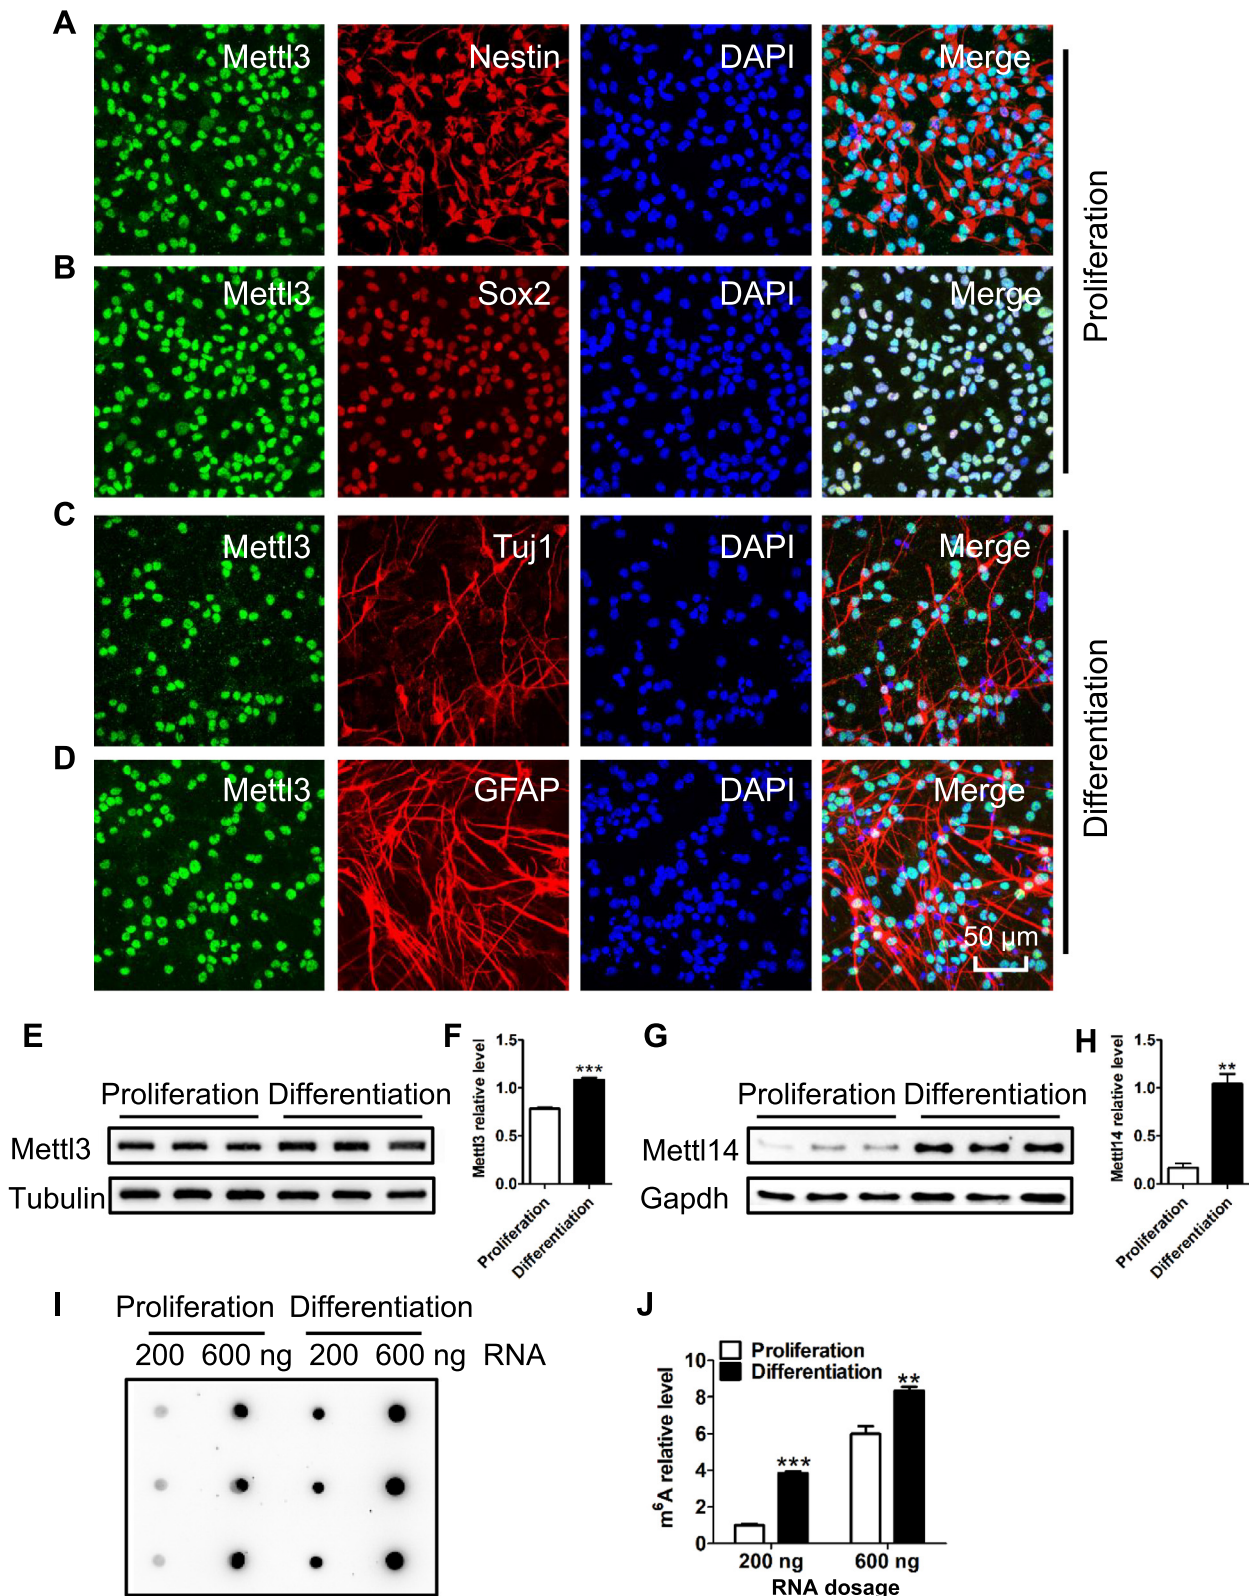 A
Mettl3 Nestin DAPI Merge
B
Mettl3 Sox2 DAPI Merge
Proliferation
C
Mettl3 Tuj1 DAPI Merge
D
Mettl3 GFAP DAPI Merge
50 µm
Differentiation
E
Proliferation Differentiation
Mettl3
Tubulin
F
Mettl3 relative level
1.5
1.0
0.5
0.0
***
Proliferation
Differentiation
G
Proliferation Differentiation
Mettl14
Gapdh
H
Mettl14 relative level
1.5
1.0
0.5
0.0
**
Proliferation
Differentiation
I
Proliferation Differentiation
200 600 ng 200 600 ng RNA
J
Proliferation
Differentiation
m⁶A relative level
10
8
6
4
2
0
***
**
200 ng 600 ng
RNA dosage